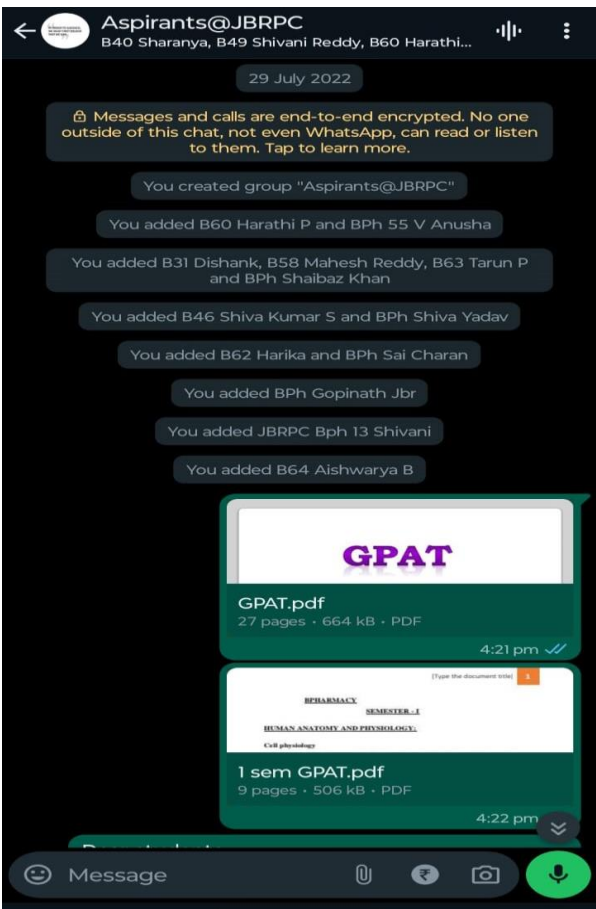 Aspirants@JBRPC
B40 Sharanya, B49 Shivani Reddy, B60 Harathi...
29 July 2022
Messages and calls are end-to-end encrypted. No one
outside of this chat, not even WhatsApp, can read or listen
to them. Tap to learn more.
You created group "Aspirants@JBRPC"
You added B60 Harathi P and BPh 55 V Anusha
You added B31 Dishank, B58 Mahesh Reddy, B63 Tarun P
and BPh Shaibaz Khan
You added B46 Shiva Kumar S and BPh Shiva Yadav
You added B62 Harika and BPh Sai Charan
You added BPh Gopinath Jbr
You added JBRPC Bph 13 Shivani
You added B64 Aishwarya B
GPAT
GPAT.pdf
27 pages • 664 kB • PDF
4:21 pm
[Type the document title] 1
BPHARMACY
SEMESTER - I
HUMAN ANATOMY AND PHYSIOLOGY:
Cell physiology
1 sem GPAT.pdf
9 pages • 506 kB • PDF
4:22 pm
Message